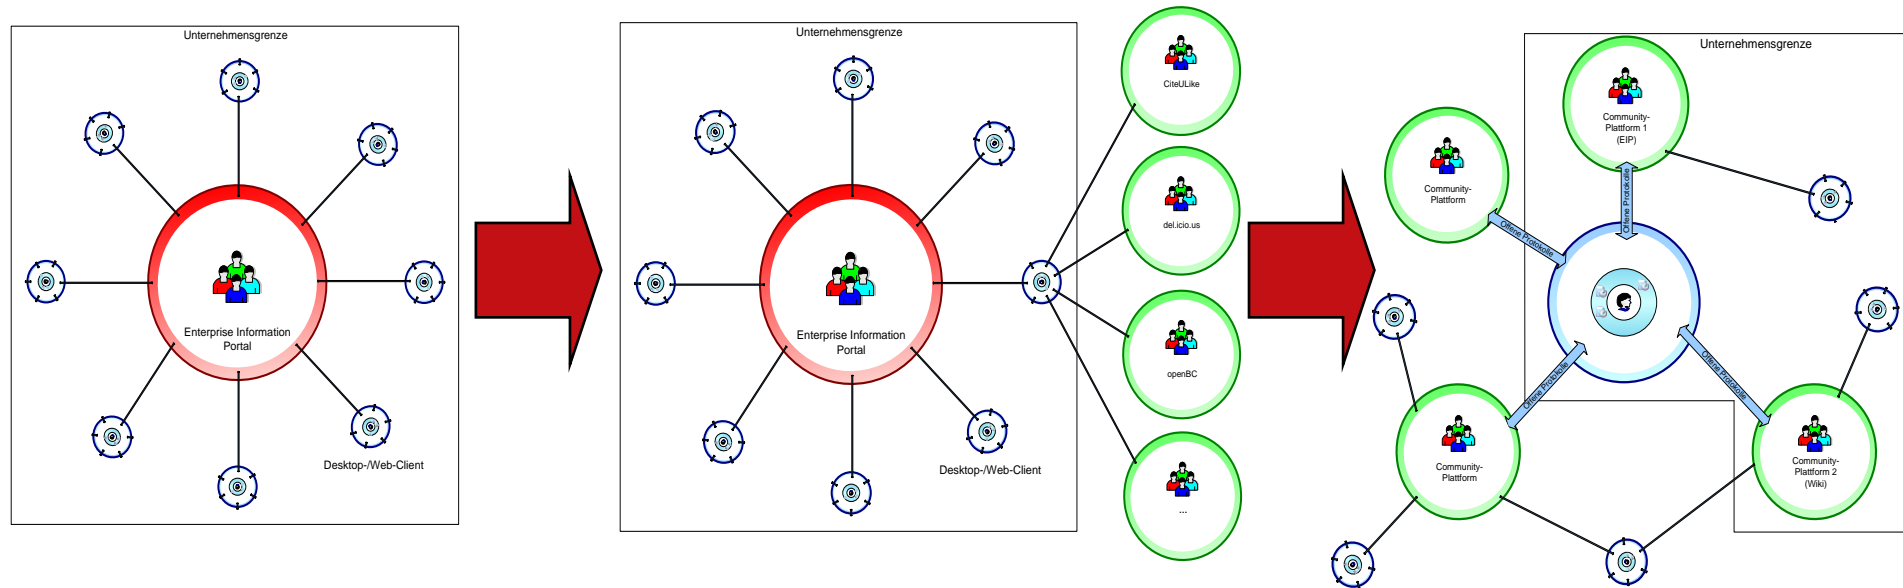 Unternehmensgrenze
Enterprise Information
Portal
Desktop-/Web-Client
Unternehmensgrenze
Enterprise Information
Portal
Desktop-/Web-Client
CiteULike
del.icio.us
openBC
...
Unternehmensgrenze
Community-
Plattform 1
(EIP)
Community-
Plattform
Offene Protokolle
Offene Protokolle
Offene Protokolle
Offene Protokolle
Community-
Plattform
Community-
Plattform 2
(Wiki)